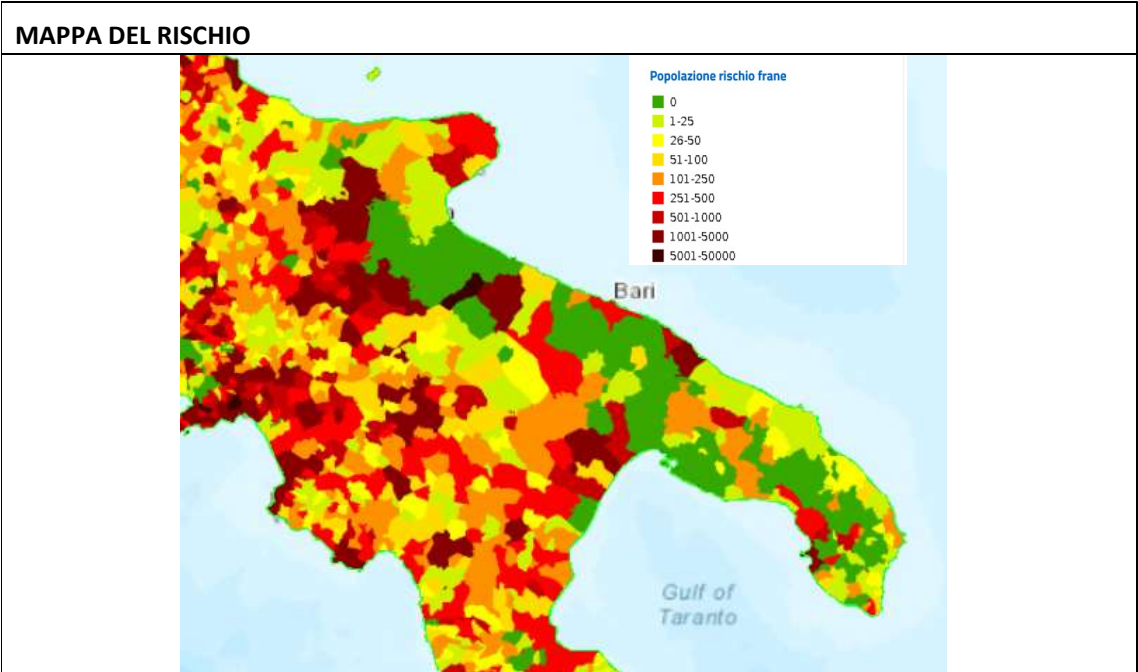 MAPPA DEL RISCHIO
Popolazione rischio frane
0
1-25
26-50
51-100
101-250
251-500
501-1000
1001-5000
5001-50000
Bari
Gulf of
Taranto